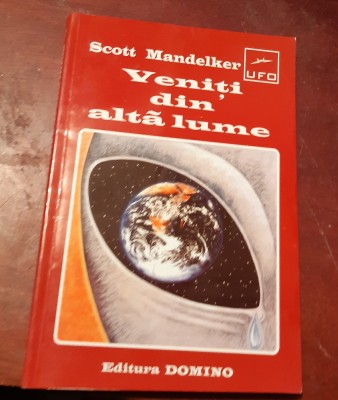 Scott Mandelker
UFO
Veniți
din
altă lume
Editura DOMINO